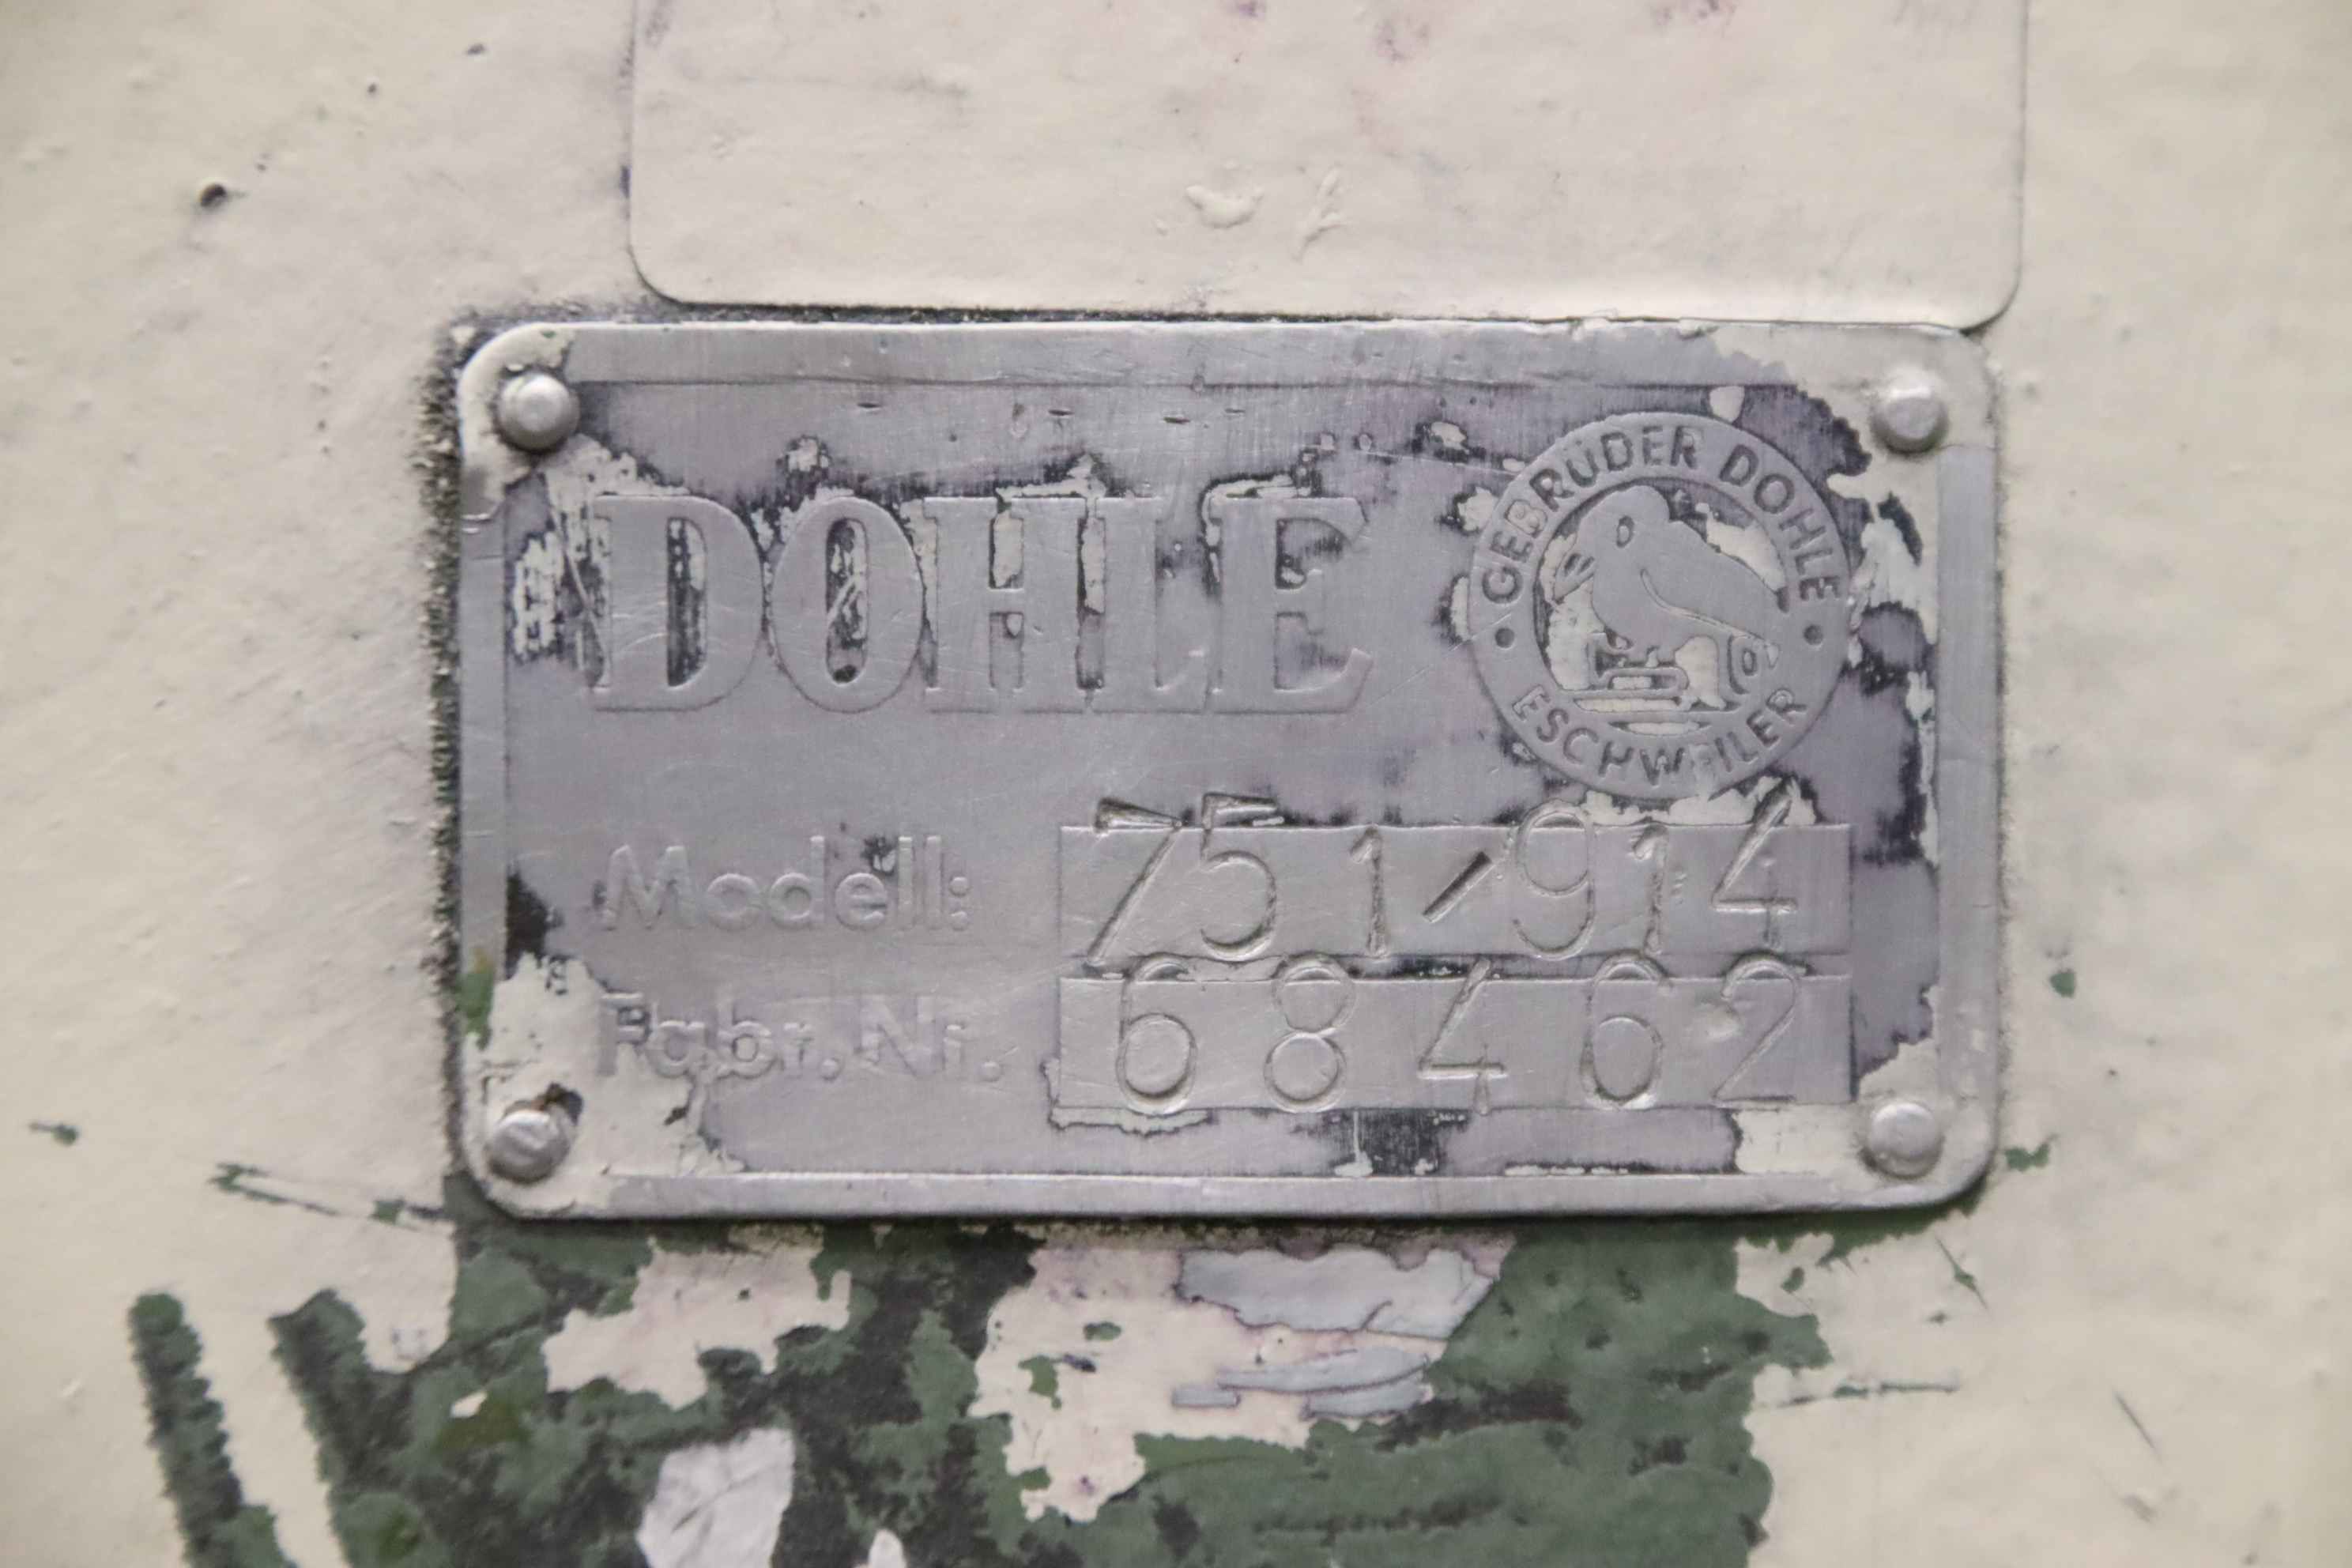 DOHLE
GEBRÜDER DOHLE
ESCHWEILER
Modell: 751/914
Fabr.Nr. 68462